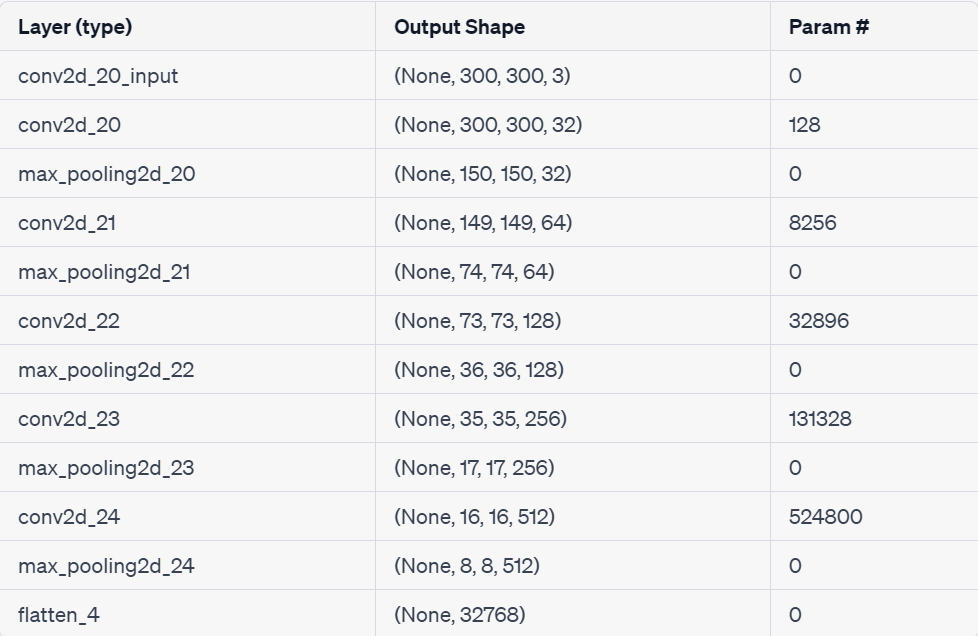 Layer (type) Output Shape Param #
conv2d_20_input (None, 300, 300, 3) 0
conv2d_20 (None, 300, 300, 32) 128
max_pooling2d_20 (None, 150, 150, 32) 0
conv2d_21 (None, 149, 149, 64) 8256
max_pooling2d_21 (None, 74, 74, 64) 0
conv2d_22 (None, 73, 73, 128) 32896
max_pooling2d_22 (None, 36, 36, 128) 0
conv2d_23 (None, 35, 35, 256) 131328
max_pooling2d_23 (None, 17, 17, 256) 0
conv2d_24 (None, 16, 16, 512) 524800
max_pooling2d_24 (None, 8, 8, 512) 0
flatten_4 (None, 32768) 0